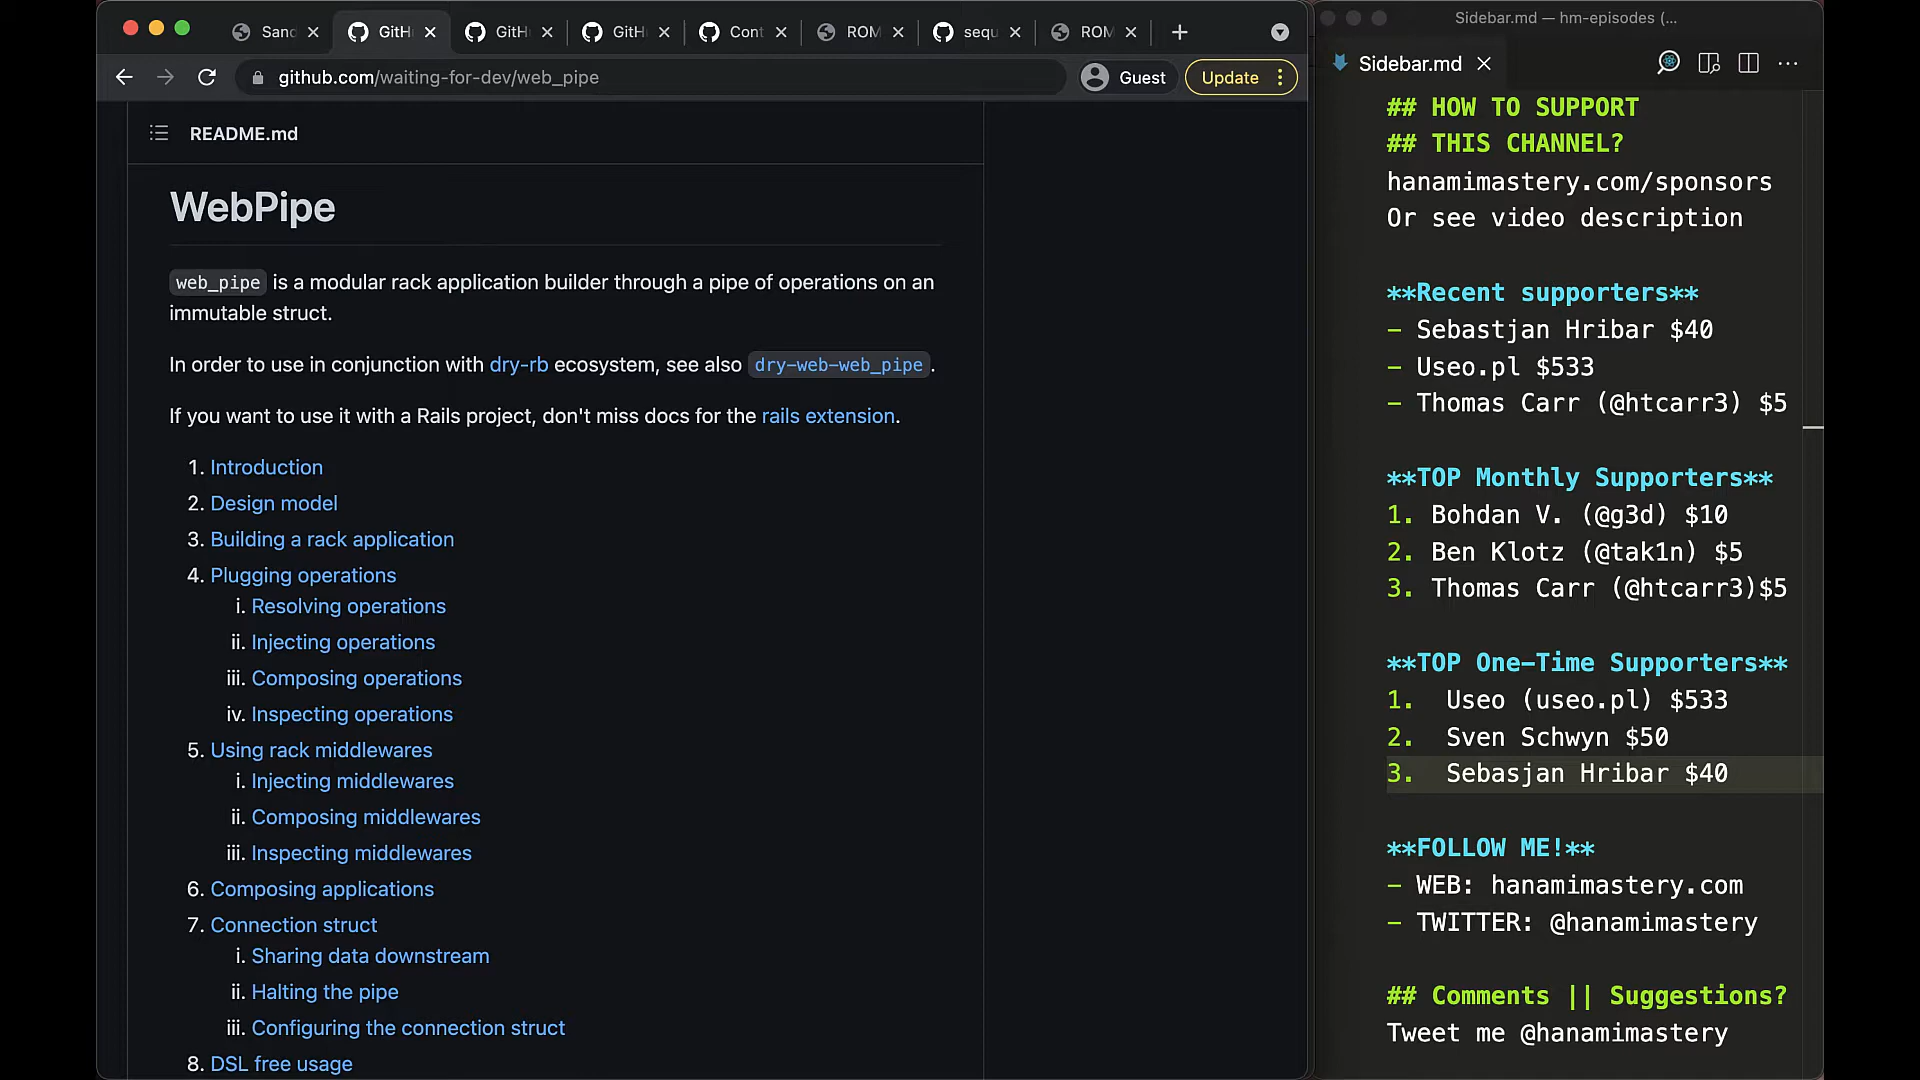 Sanc
GitH
GitH
GitH
Cont
ROM
sequ
ROM
github.com/waiting-for-dev/web_pipe
Guest
Update
README.md
WebPipe
web_pipe is a modular rack application builder through a pipe of operations on an
immutable struct.
In order to use in conjunction with dry-rb ecosystem, see also dry-web-web_pipe.
If you want to use it with a Rails project, don't miss docs for the rails extension.
1. Introduction
2. Design model
3. Building a rack application
4. Plugging operations
i. Resolving operations
ii. Injecting operations
iii. Composing operations
iv. Inspecting operations
5. Using rack middlewares
i. Injecting middlewares
ii. Composing middlewares
iii. Inspecting middlewares
6. Composing applications
7. Connection struct
i. Sharing data downstream
ii. Halting the pipe
iii. Configuring the connection struct
8. DSL free usage
Sidebar.md — hm-episodes (...
Sidebar.md
## HOW TO SUPPORT
## THIS CHANNEL?
hanamimastery.com/sponsors
Or see video description
**Recent supporters**
- Sebastjan Hribar $40
- Useo.pl $533
- Thomas Carr (@htcarr3) $5
**TOP Monthly Supporters**
1. Bohdan V. (@g3d) $10
2. Ben Klotz (@tak1n) $5
3. Thomas Carr (@htcarr3)$5
**TOP One-Time Supporters**
1. Useo (useo.pl) $533
2. Sven Schwyn $50
3. Sebasjan Hribar $40
**FOLLOW ME!**
- WEB: hanamimastery.com
- TWITTER: @hanamimastery
## Comments || Suggestions?
Tweet me @hanamimastery